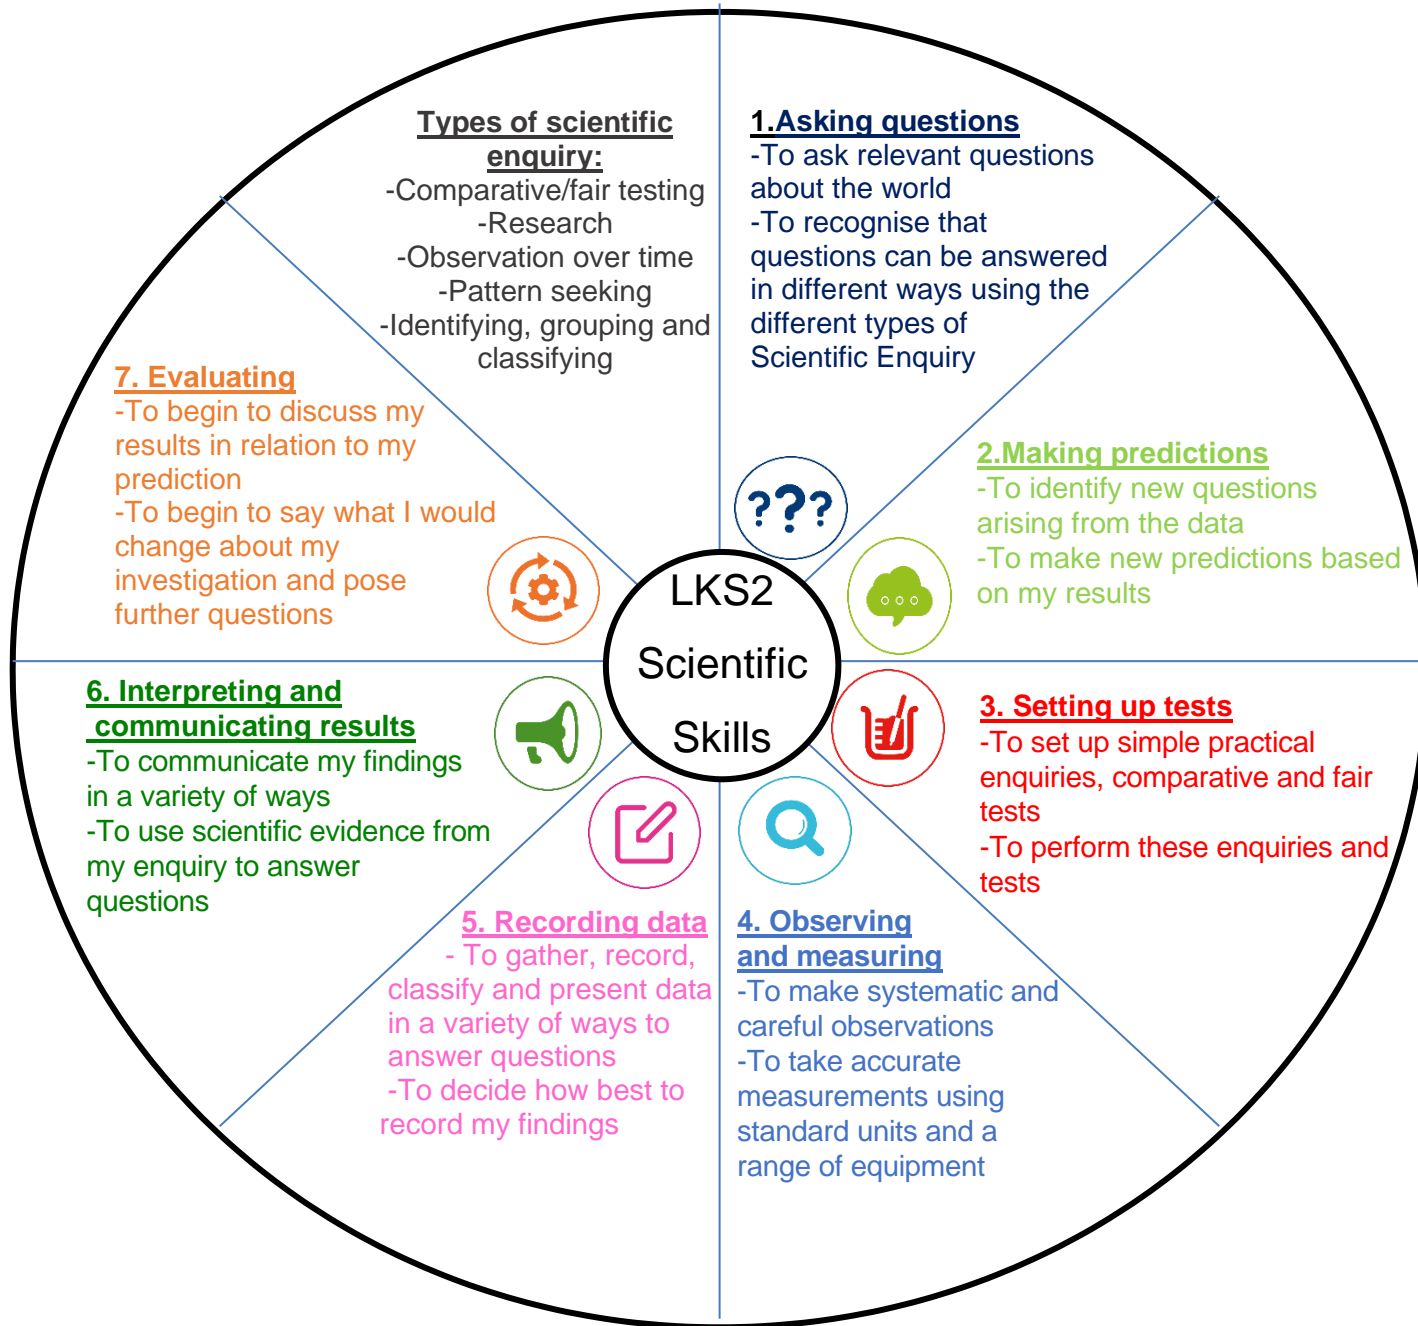 Types of scientific
enquiry:
-Comparative/fair testing
-Research
-Observation over time
-Pattern seeking
-Identifying, grouping and
classifying
1.Asking questions
-To ask relevant questions
about the world
-To recognise that
questions can be answered
in different ways using the
different types of
Scientific Enquiry
???
2.Making predictions
-To identify new questions
arising from the data
-To make new predictions based
on my results
3. Setting up tests
-To set up simple practical
enquiries, comparative and fair
tests
-To perform these enquiries and
tests
4. Observing
and measuring
-To make systematic and
careful observations
-To take accurate
measurements using
standard units and a
range of equipment
5. Recording data
- To gather, record,
classify and present data
in a variety of ways to
answer questions
-To decide how best to
record my findings
6. Interpreting and
communicating results
-To communicate my findings
in a variety of ways
-To use scientific evidence from
my enquiry to answer
questions
7. Evaluating
-To begin to discuss my
results in relation to my
prediction
-To begin to say what I would
change about my
investigation and pose
further questions
LKS2
Scientific
Skills